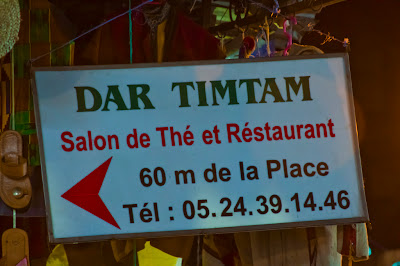 DAR TIMTAM
Salon de Thé et Réstaurant
60 m de la Place
Tél : 05.24.39.14.46